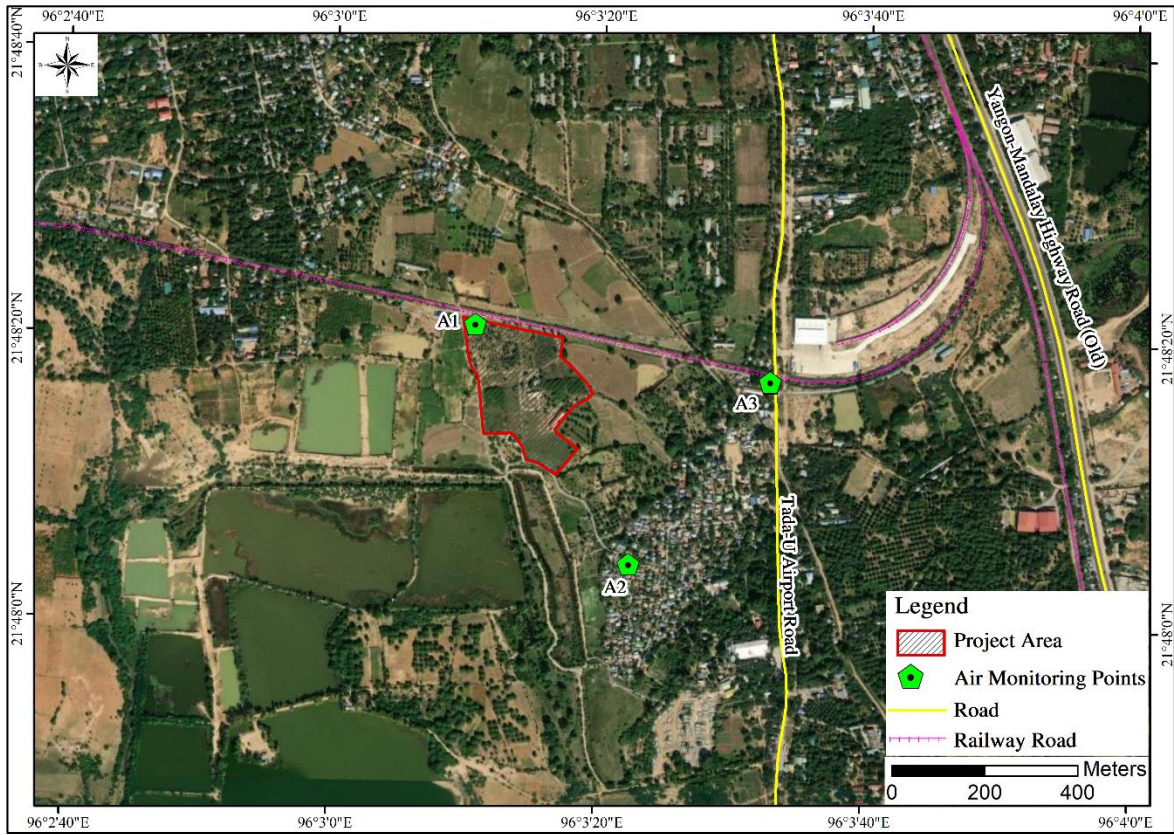 96°2'40"E 96°3'0"E 96°3'20"E 96°3'40"E 96°4'0"E
21°48'40"N
N
Yangon-Mandalay Highway Road (Old)
21°48'20"N
A1
21°48'20"N
A3
Tada-U Airport Road
A2
21°48'0"N
21°48'0"N
Legend
Project Area
Air Monitoring Points
Road
Railway Road
Meters
0 200 400
96°2'40"E 96°3'0"E 96°3'20"E 96°3'40"E 96°4'0"E